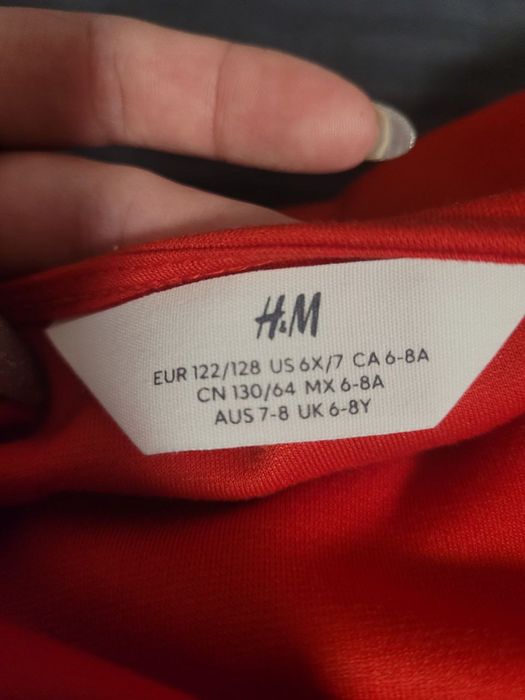 H&M
EUR 122/128 US 6X/7 CA 6-8A
CN 130/64 MX 6-8A
AUS 7-8 UK 6-8Y